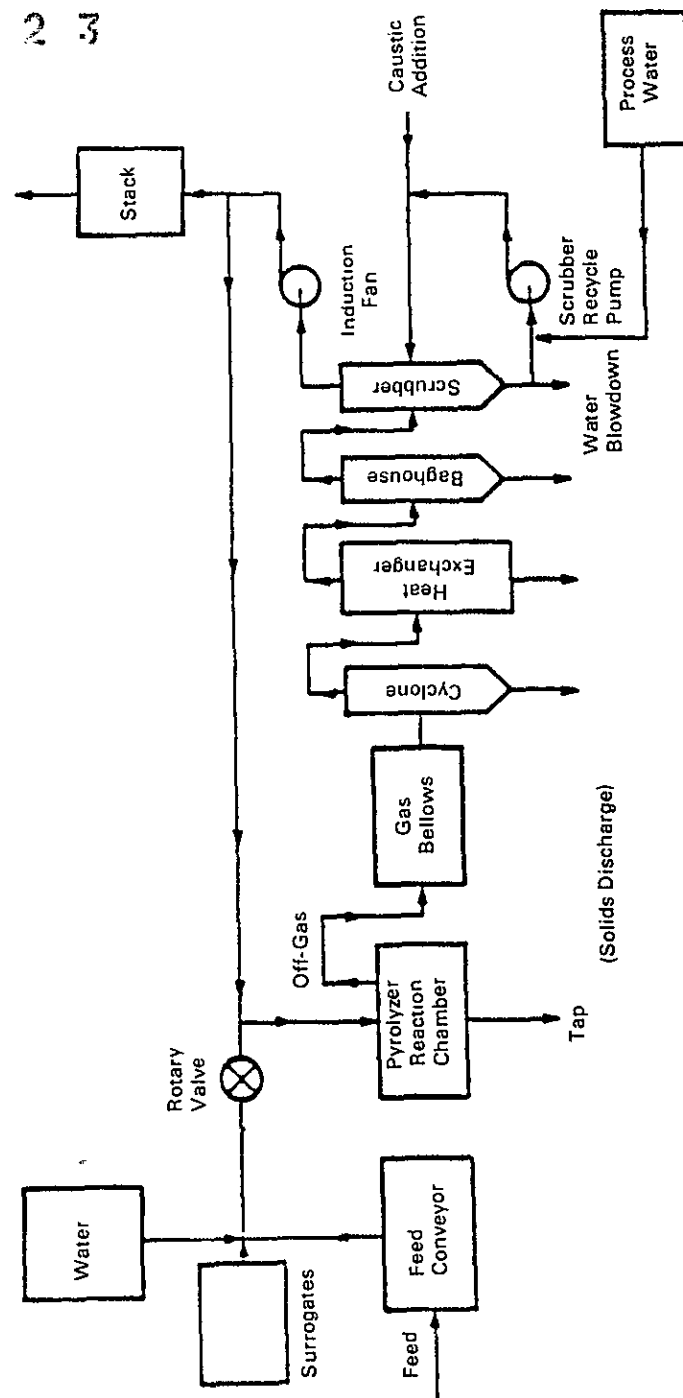 2 3
Water
Surrogates
Feed
Feed
Conveyor
Rotary
Valve
Pyrolyzer
Reaction
Chamber
Off-Gas
Tap
(Solids Discharge)
Gas
Bellows
Cyclone
Heat
Exchanger
Baghouse
Scrubber
Water
Blowdown
Induction
Fan
Stack
Caustic
Addition
Scrubber
Recycle
Pump
Process
Water